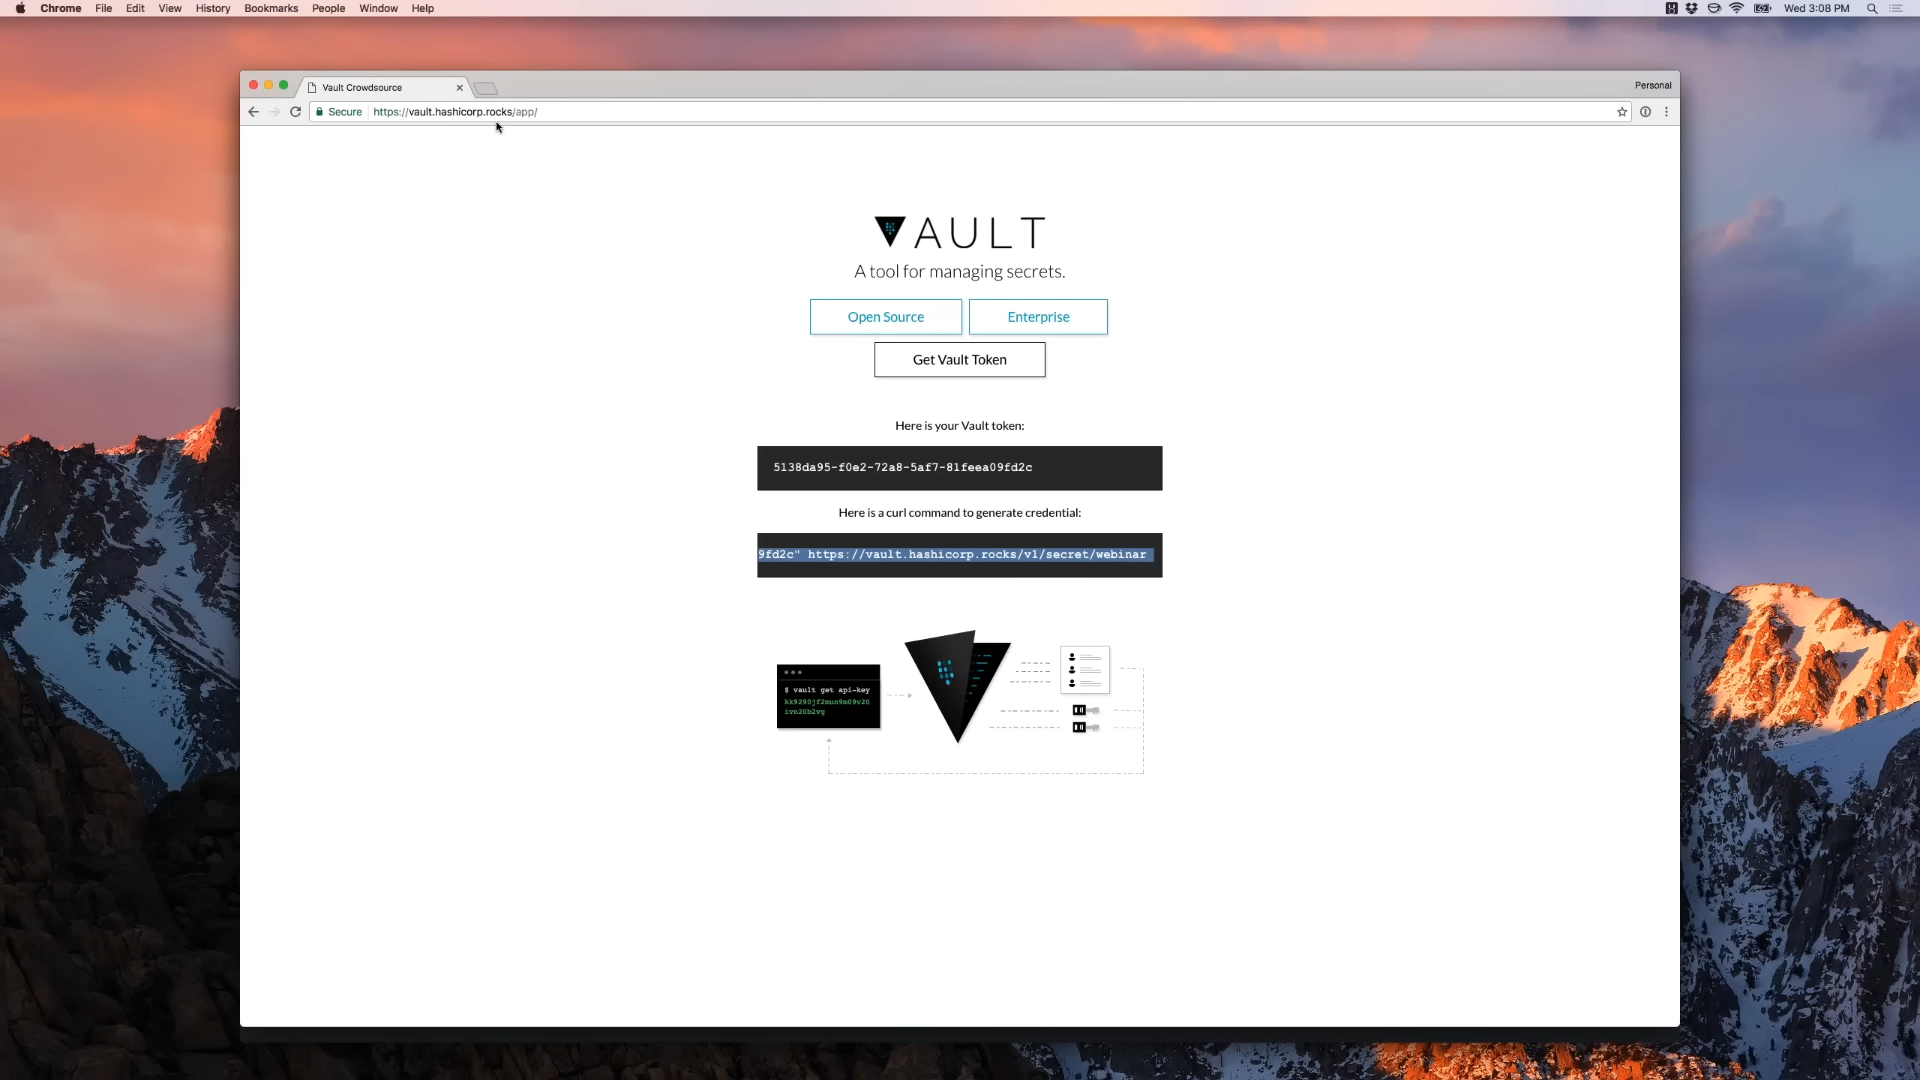 Chrome File Edit View History Bookmarks People Window Help
Wed 3:08 PM
Vault Crowdsource
Personal
Secure https://vault.hashicorp.rocks/app/
VAULT
A tool for managing secrets.
Open Source
Enterprise
Get Vault Token
Here is your Vault token:
5138da95-f0e2-72a8-5af7-81feea09fd2c
Here is a curl command to generate credential:
9fd2c" https://vault.hashicorp.rocks/v1/secret/webinar
$ vault get api-key